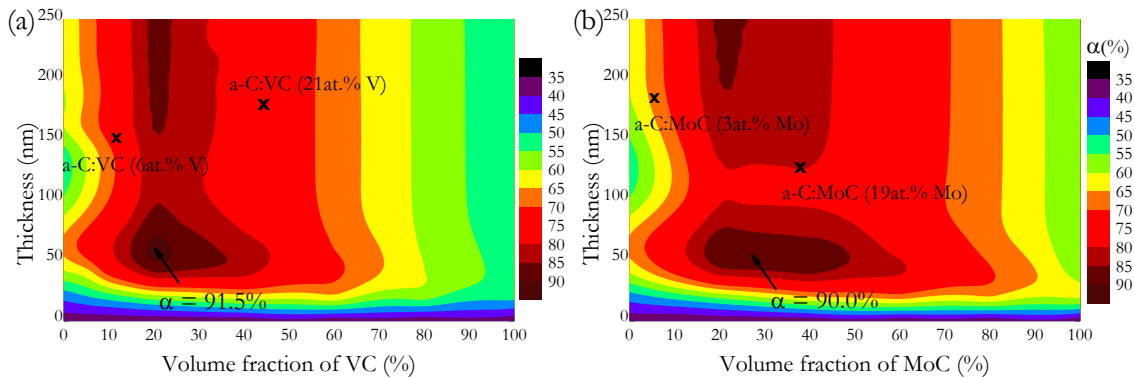 (a)
Thickness (nm)
250
200
150
100
50
0
a-C:VC (21at.% V)
x
x
a-C:VC (6at.% V)
α = 91.5%
0 10 20 30 40 50 60 70 80 90 100
Volume fraction of VC (%)
35
40
45
50
55
60
65
70
75
80
85
90
(b)
Thickness (nm)
250
200
150
100
50
0
x
a-C:MoC (3at.% Mo)
x
a-C:MoC (19at.% Mo)
α = 90.0%
0 10 20 30 40 50 60 70 80 90 100
Volume fraction of MoC (%)
α(%)
35
40
45
50
55
60
65
70
75
80
85
90